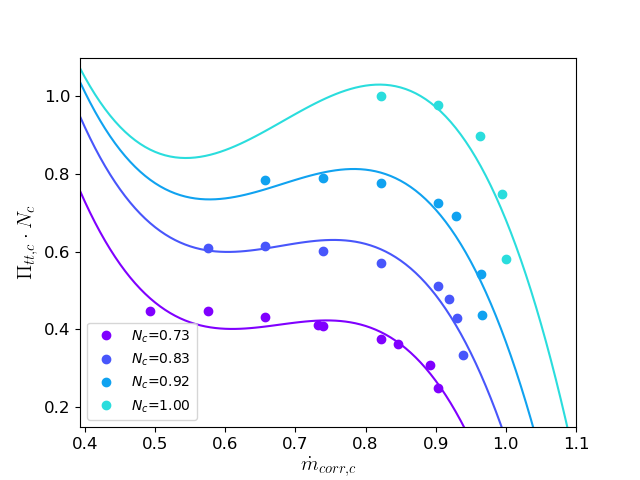 1.0
0.8
0.6
0.4
0.2
Π_{tt,c} · N_c
N_c=0.73
N_c=0.83
N_c=0.92
N_c=1.00
0.4 0.5 0.6 0.7 0.8 0.9 1.0 1.1
ṁ_{corr,c}